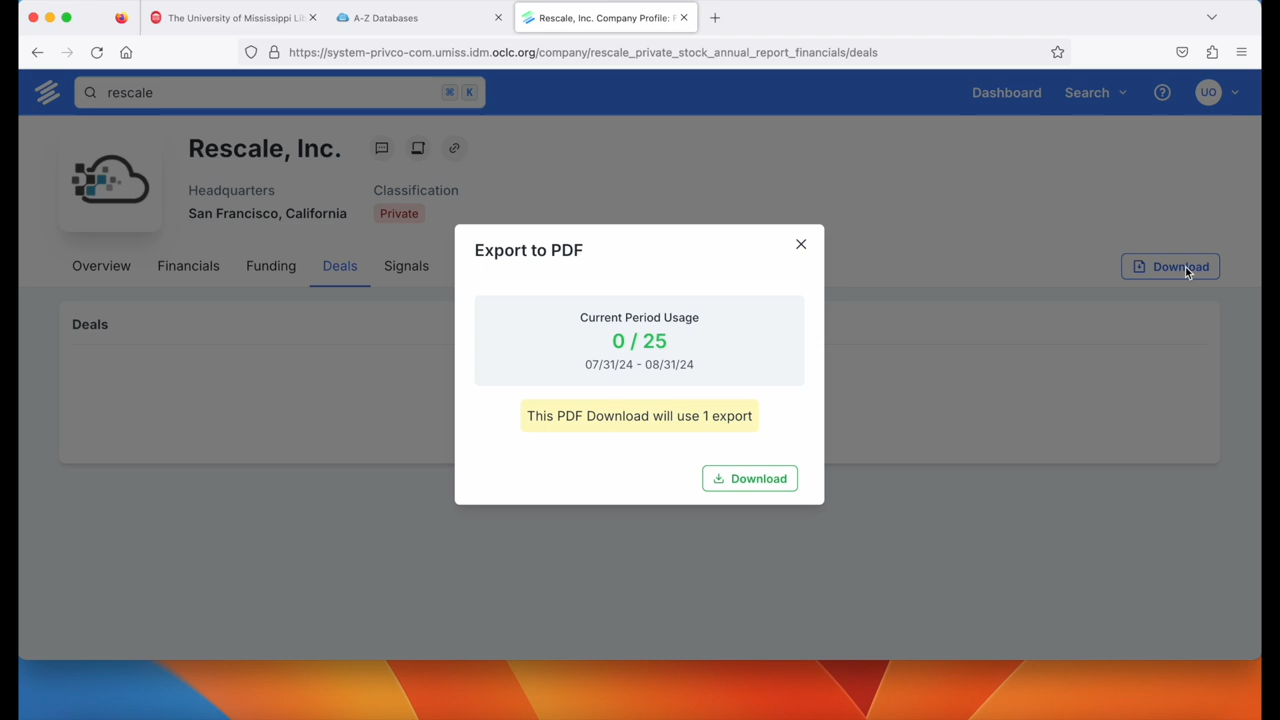 The University of Mississippi Li
A-Z Databases
Rescale, Inc. Company Profile:
https://system-privco-com.umiss.idm.oclc.org/company/rescale_private_stock_annual_report_financials/deals
rescale
⌘ K
Dashboard
Search
?
UO
Rescale, Inc.
Headquarters
Classification
San Francisco, California
Private
Overview
Financials
Funding
Deals
Signals
Download
Deals
Export to PDF
Current Period Usage
0 / 25
07/31/24 - 08/31/24
This PDF Download will use 1 export
Download